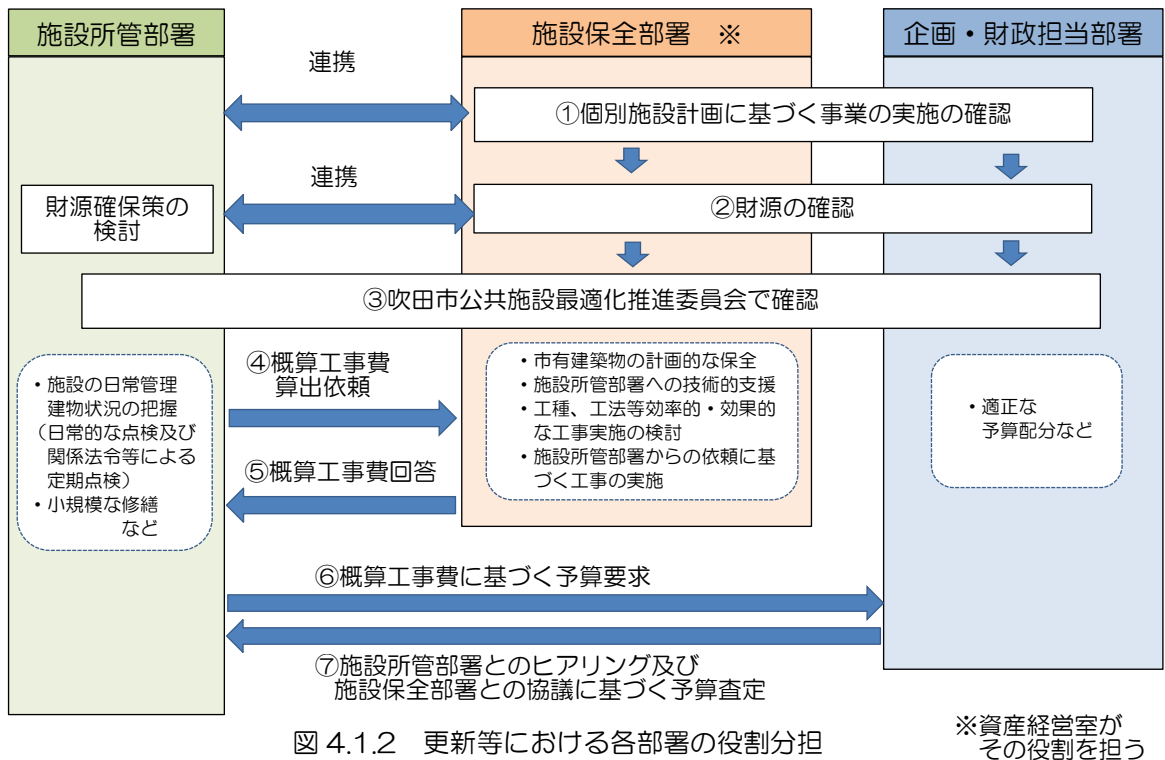 施設所管部署
施設保全部署　※
企画・財政担当部署
連携
①個別施設計画に基づく事業の実施の確認
連携
財源確保策の
検討
②財源の確認
③吹田市公共施設最適化推進委員会で確認
・施設の日常管理
建物状況の把握
（日常的な点検及び
関係法令等による
定期点検）
・小規模な修繕
など
④概算工事費
算出依頼
⑤概算工事費回答
・市有建築物の計画的な保全
・施設所管部署への技術的支援
・工種、工法等効率的・効果的
な工事実施の検討
・施設所管部署からの依頼に基
づく工事の実施
・適正な
予算配分など
⑥概算工事費に基づく予算要求
⑦施設所管部署とのヒアリング及び
施設保全部署との協議に基づく予算査定
図 4.1.2　更新等における各部署の役割分担
※資産経営室が
その役割を担う